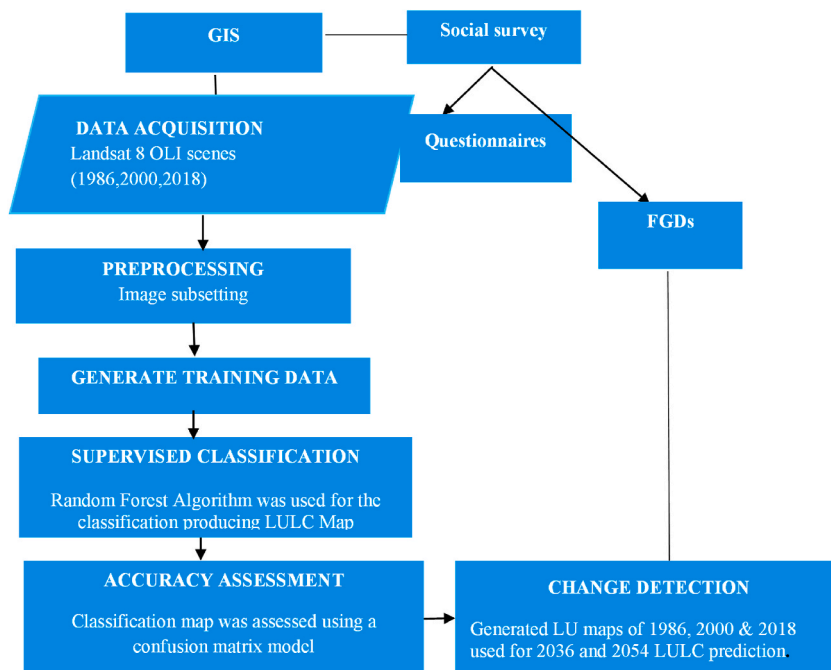 GIS
Social survey
DATA ACQUISITION
Landsat 8 OLI scenes
(1986,2000,2018)
Questionnaires
FGDs
PREPROCESSING
Image subsetting
GENERATE TRAINING DATA
SUPERVISED CLASSIFICATION
Random Forest Algorithm was used for the
classification producing LULC Map
ACCURACY ASSESSMENT
Classification map was assessed using a
confusion matrix model
CHANGE DETECTION
Generated LU maps of 1986, 2000 & 2018
used for 2036 and 2054 LULC prediction.